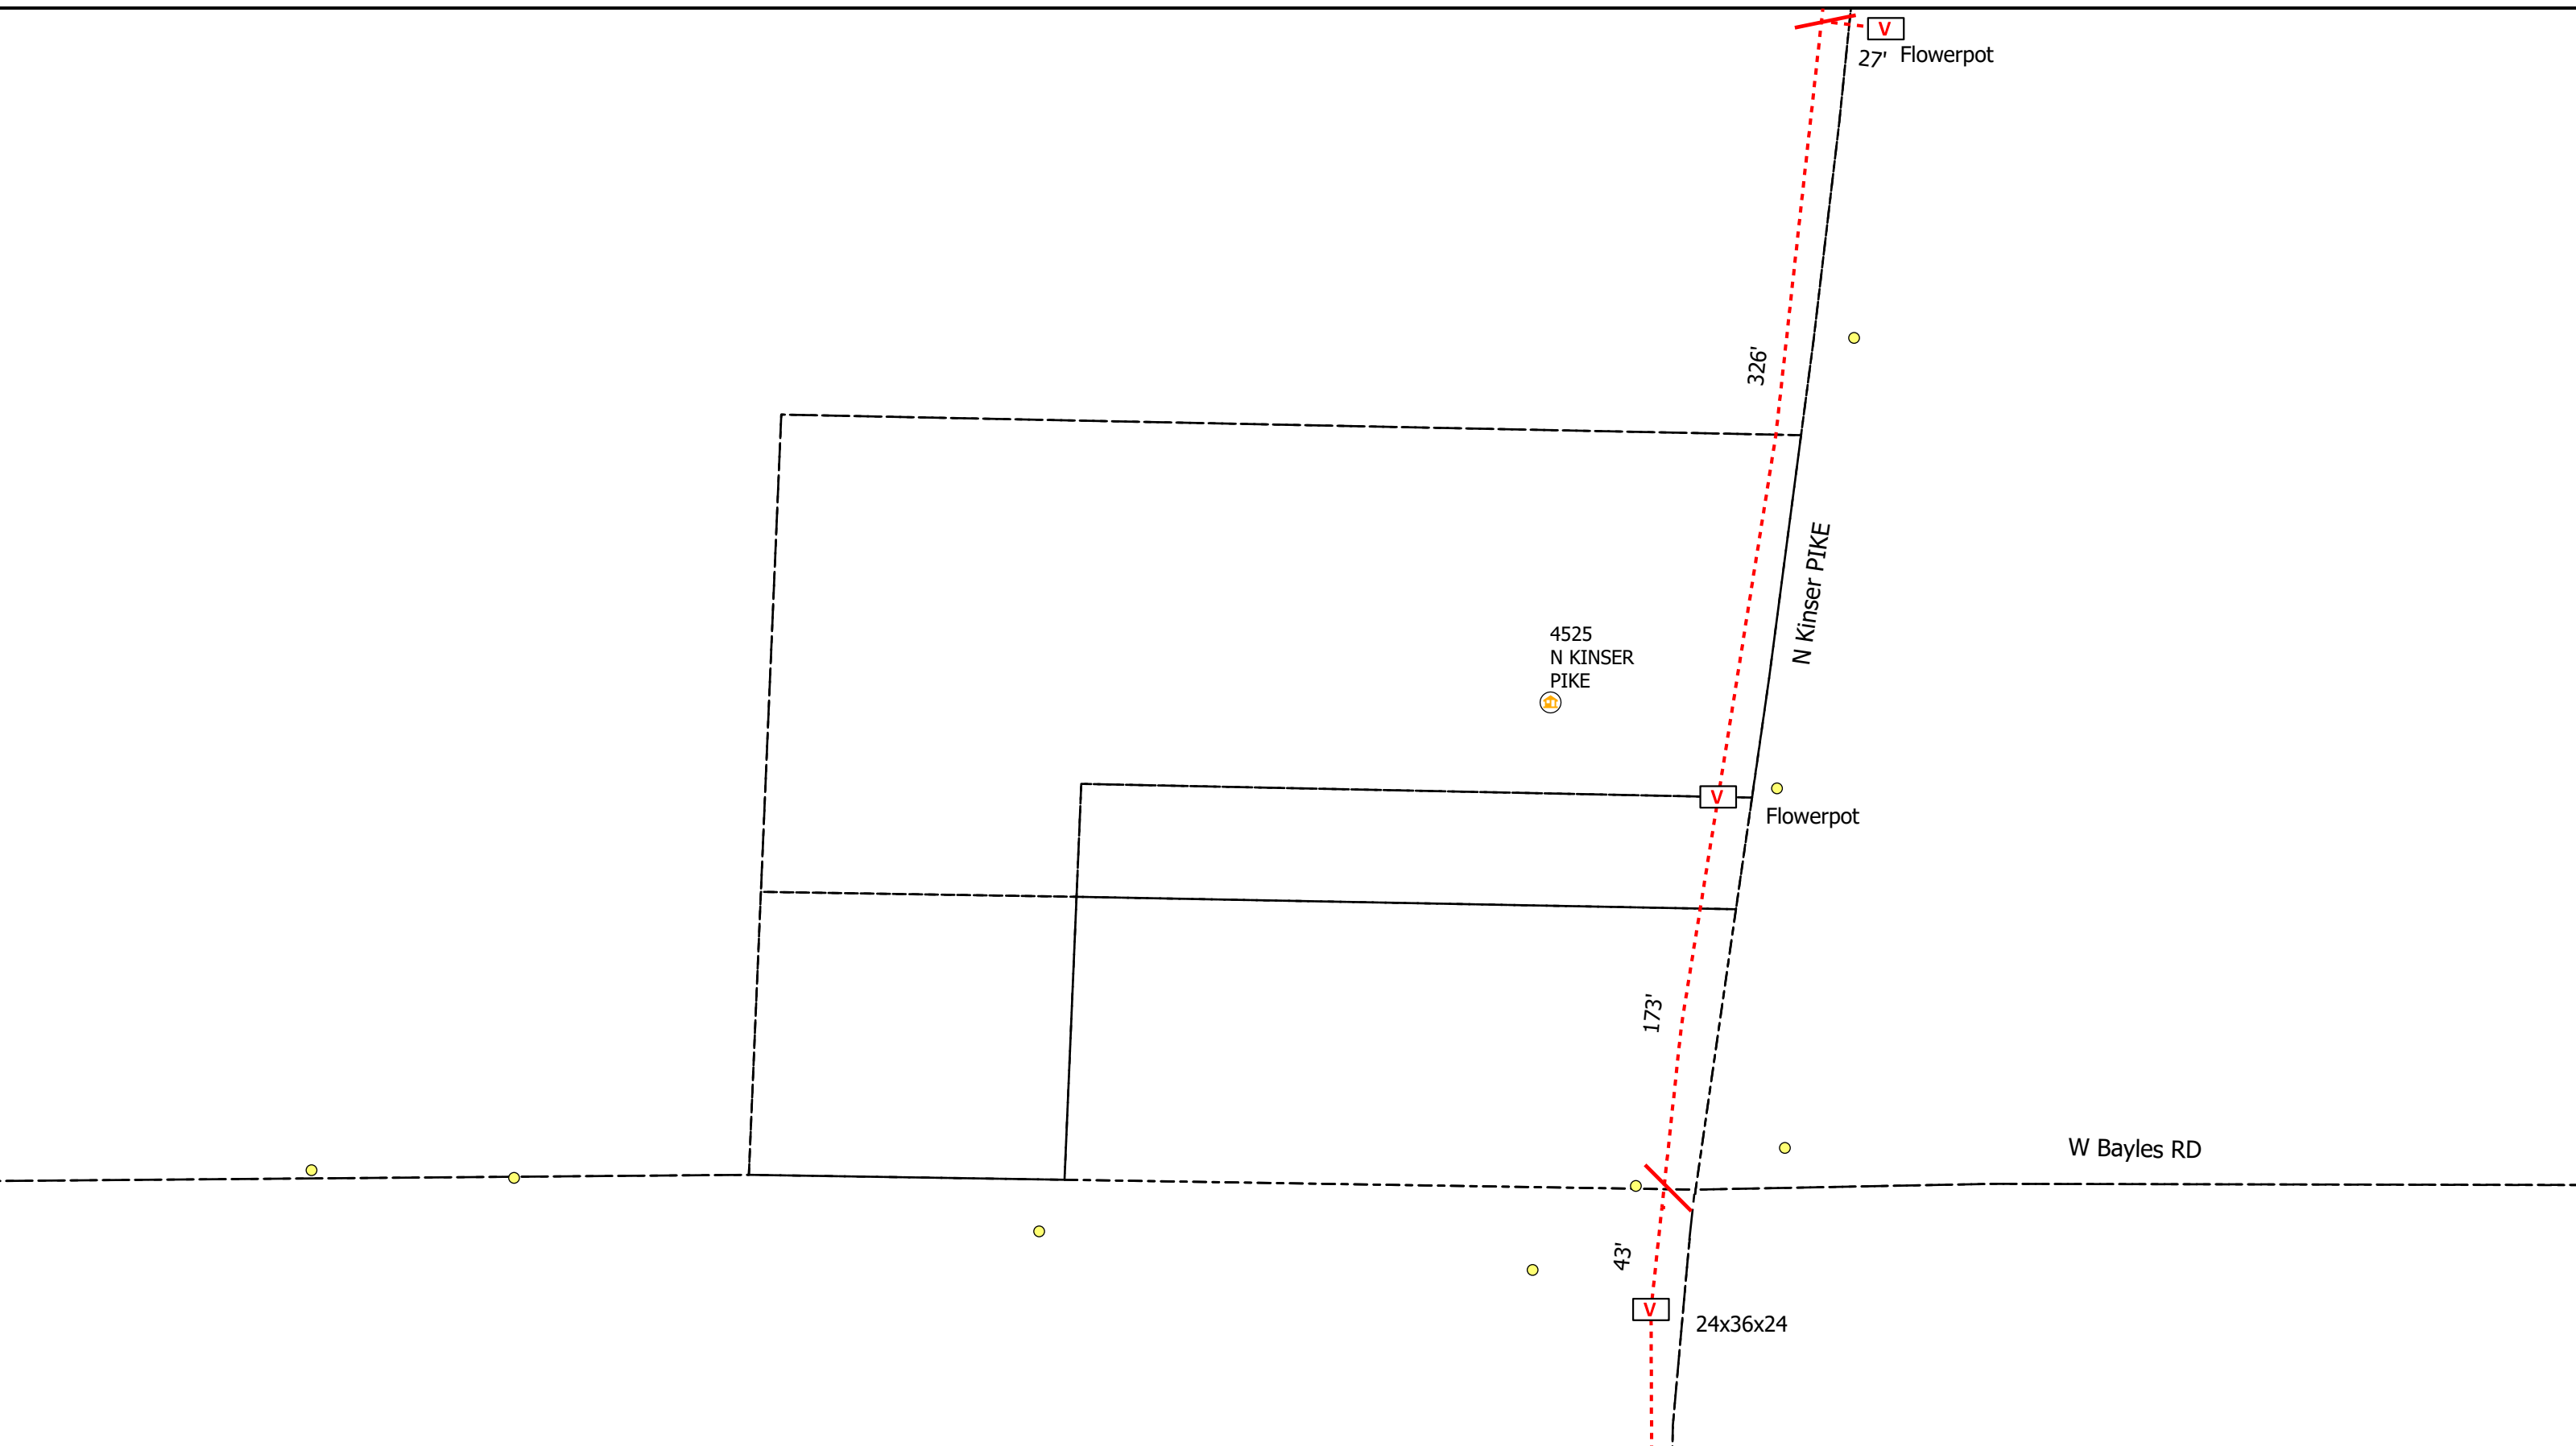 V
27' Flowerpot
326'
N Kinser PIKE
4525
N KINSER
PIKE
V
Flowerpot
173'
W Bayles RD
43'
V
24x36x24